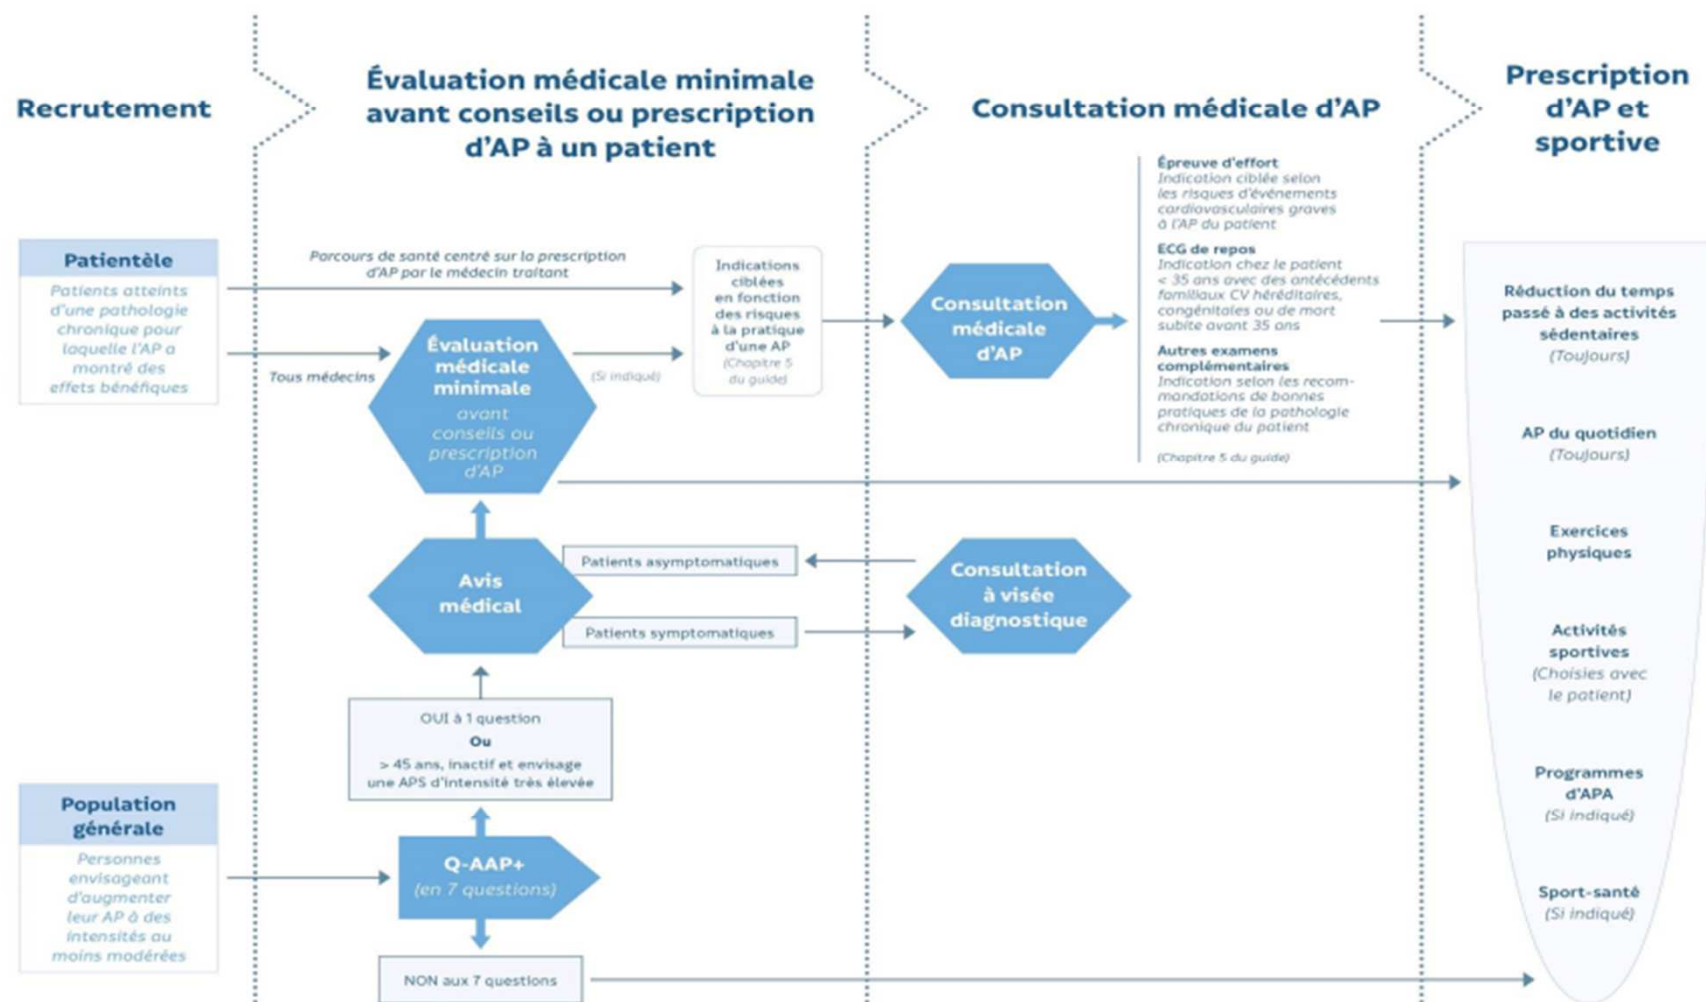 Recrutement
Évaluation médicale minimale
avant conseils ou prescription
d'AP à un patient
Consultation médicale d'AP
Prescription
d'AP et
sportive
Patientèle
Patients atteints
d'une pathologie
chronique pour
laquelle l'AP a
montré des
effets bénéfiques
Parcours de santé centré sur la prescription
d'AP par le médecin traitant
Tous médecins
Évaluation
médicale
minimale
avant
conseils ou
prescription
d'AP
(Si indiqué)
Indications
ciblées
en fonction
des risques
à la pratique
d'une AP
(Chapitre 5
du guide)
Consultation
médicale
d'AP
Épreuve d'effort
Indication ciblée selon
les risques d'événements
cardiovasculaires graves
à l'AP du patient
ECG de repos
Indication chez le patient
< 35 ans avec des antécédents
familiaux CV héréditaires,
congénitales ou de mort
subite avant 35 ans
Autres examens
complémentaires
Indication selon les recom-
mandations de bonnes
pratiques de la pathologie
chronique du patient
(Chapitre 5 du guide)
Avis
médical
Patients asymptomatiques
Patients symptomatiques
Consultation
à visée
diagnostique
OUI à 1 question
Ou
> 45 ans, inactif et envisage
une APS d'intensité très élevée
Population
générale
Personnes
envisageant
d'augmenter
leur AP à des
intensités au
moins modérées
Q-AAP+
(en 7 questions)
NON aux 7 questions
Réduction du temps
passé à des activités
sédentaires
(Toujours)
AP du quotidien
(Toujours)
Exercices
physiques
Activités
sportives
(Choisies avec
le patient)
Programmes
d'APA
(Si indiqué)
Sport-santé
(Si indiqué)